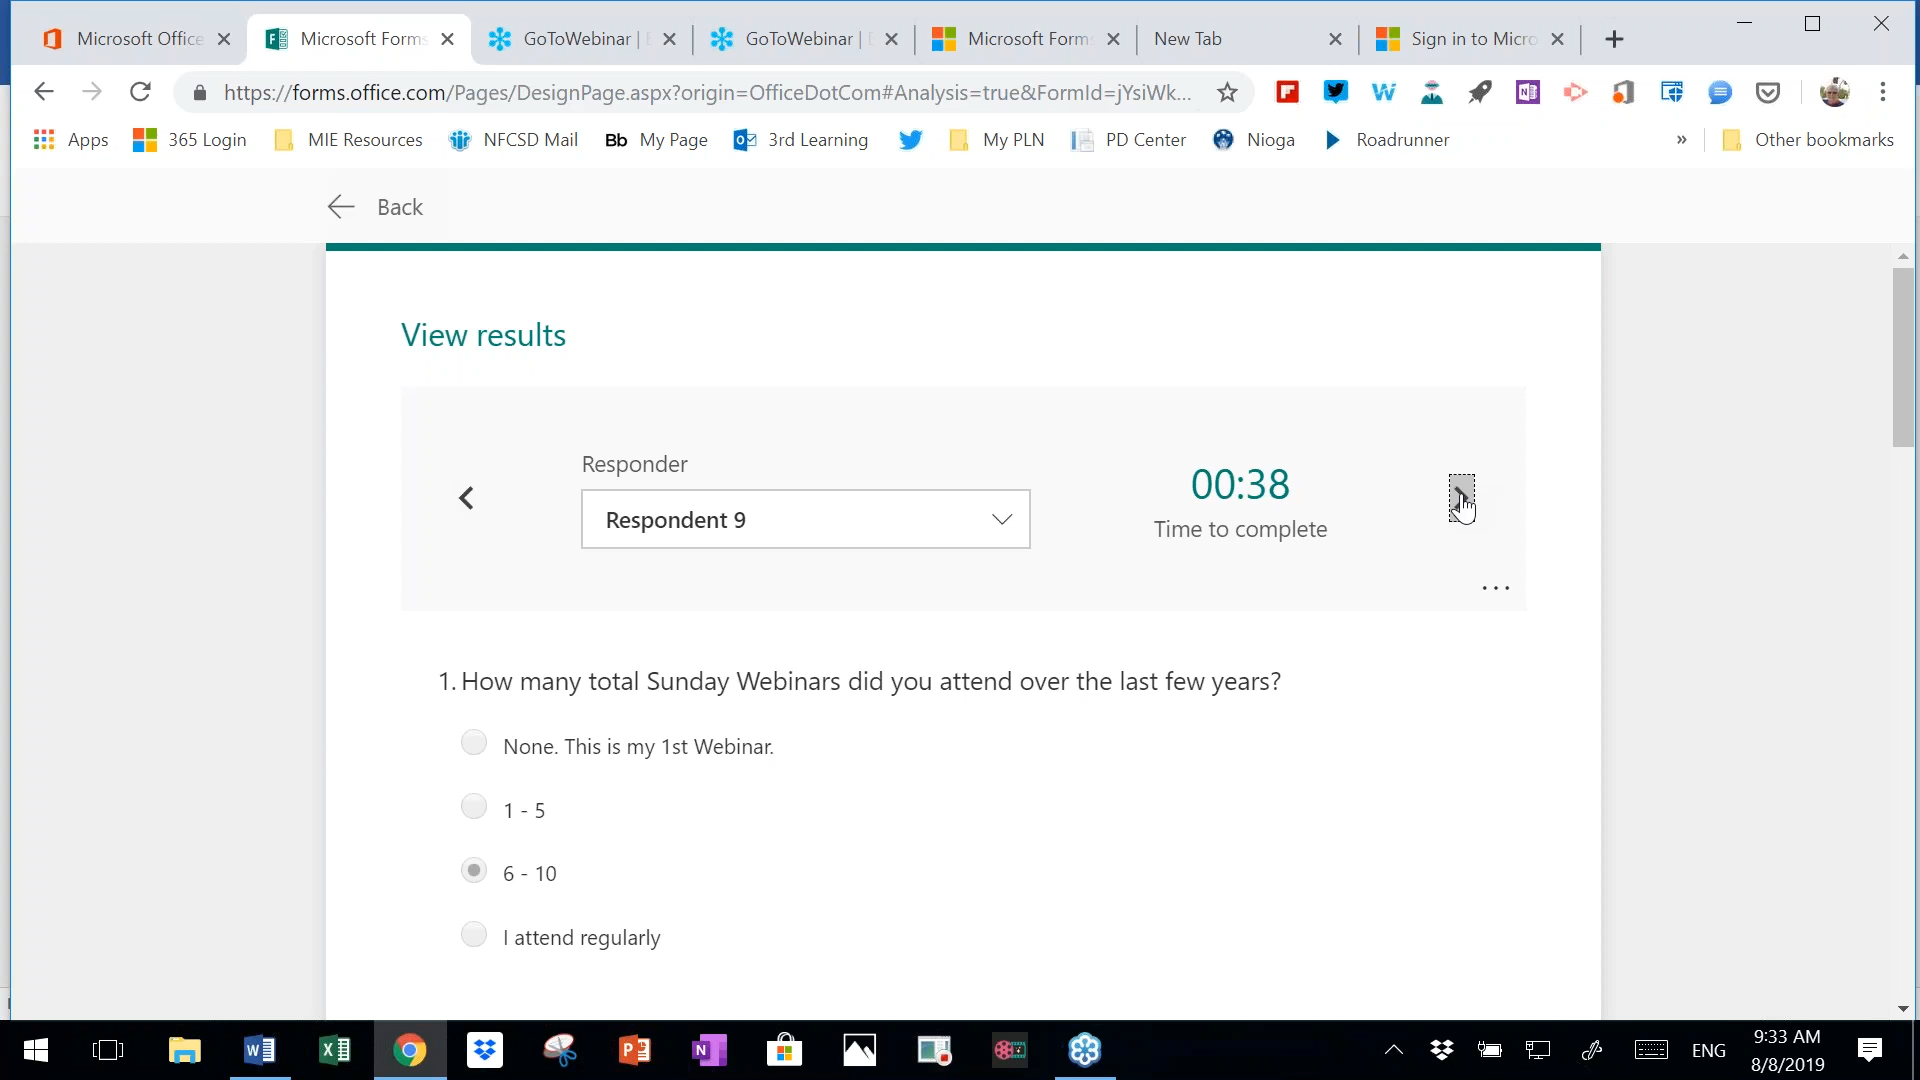 Microsoft Office
Microsoft Forms
GoToWebinar |
GoToWebinar |
Microsoft Forms
New Tab
Sign in to Micro
https://forms.office.com/Pages/DesignPage.aspx?origin=OfficeDotCom#Analysis=true&FormId=jYsiWk...
Apps
365 Login
MIE Resources
NFCSD Mail
Bb My Page
3rd Learning
My PLN
PD Center
Nioga
Roadrunner
»
Other bookmarks
Back
View results
Responder
Respondent 9
00:38
Time to complete
...
1. How many total Sunday Webinars did you attend over the last few years?
None. This is my 1st Webinar.
1 - 5
6 - 10
I attend regularly
ENG
9:33 AM
8/8/2019